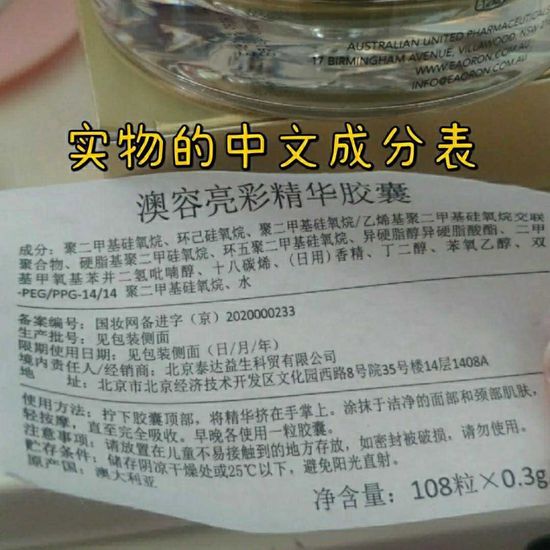 AUSTRALIAN UNITED PHARMACEUTICAL
17 BIRMINGHAM AVENUE, VILLAWOOD, NSW
WWW.EAORON.COM.AU
INFO@EAORON.COM.AU
实物的中文成分表
澳容亮彩精华胶囊
成分：聚二甲基硅氧烷、环己硅氧烷、聚二甲基硅氧烷/乙烯基聚二甲基硅氧烷交联
聚合物、硬脂基聚二甲硅氧烷、环五聚二甲基硅氧烷、异硬脂醇异硬脂酸酯、二甲
基甲氧基苯并二氢吡喃醇、十八碳烯、(日用)香精、丁二醇、苯氧乙醇、双
-PEG/PPG-14/14 聚二甲基硅氧烷、水
备案编号：国妆网备进字（京）2020000233
生产批号：见包装侧面
限期使用日期：见包装侧面（日/月/年）
境内责任人/经销商：北京泰达益生科贸有限公司
地 址：北京市北京经济技术开发区文化园西路8号院35号楼14层1408A
使用方法：拧下胶囊顶部，将精华挤在手掌上。涂抹于洁净的面部和颈部肌肤，
轻按摩，直至完全吸收。早晚各使用一粒胶囊。
注意事项：请放置在儿童不易接触到的地方存放，如密封被破损，请勿使用。
贮存条件：储存阴凉干燥处或25℃以下，避免阳光直射。
原产国：澳大利亚
净含量：108粒×0.3g